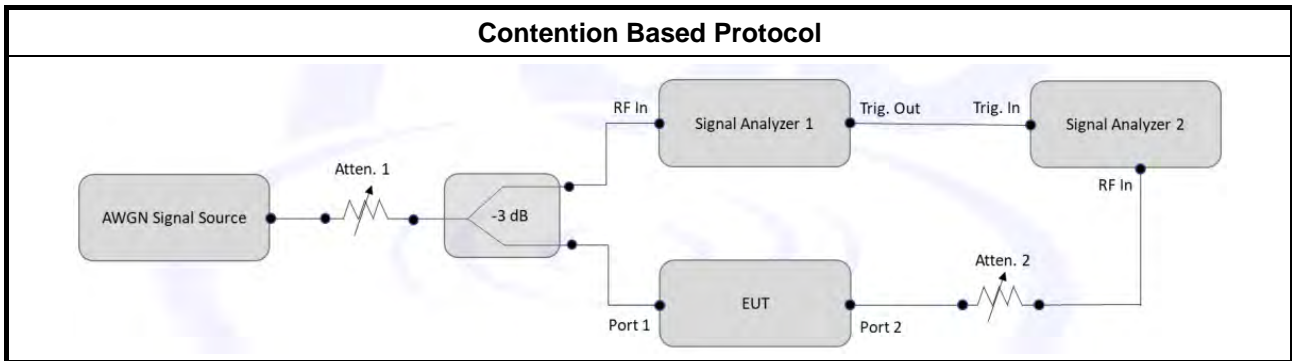 Contention Based Protocol
RF In
Signal Analyzer 1
Trig. Out
Trig. In
Signal Analyzer 2
RF In
Atten. 1
AWGN Signal Source
-3 dB
Atten. 2
EUT
Port 1
Port 2